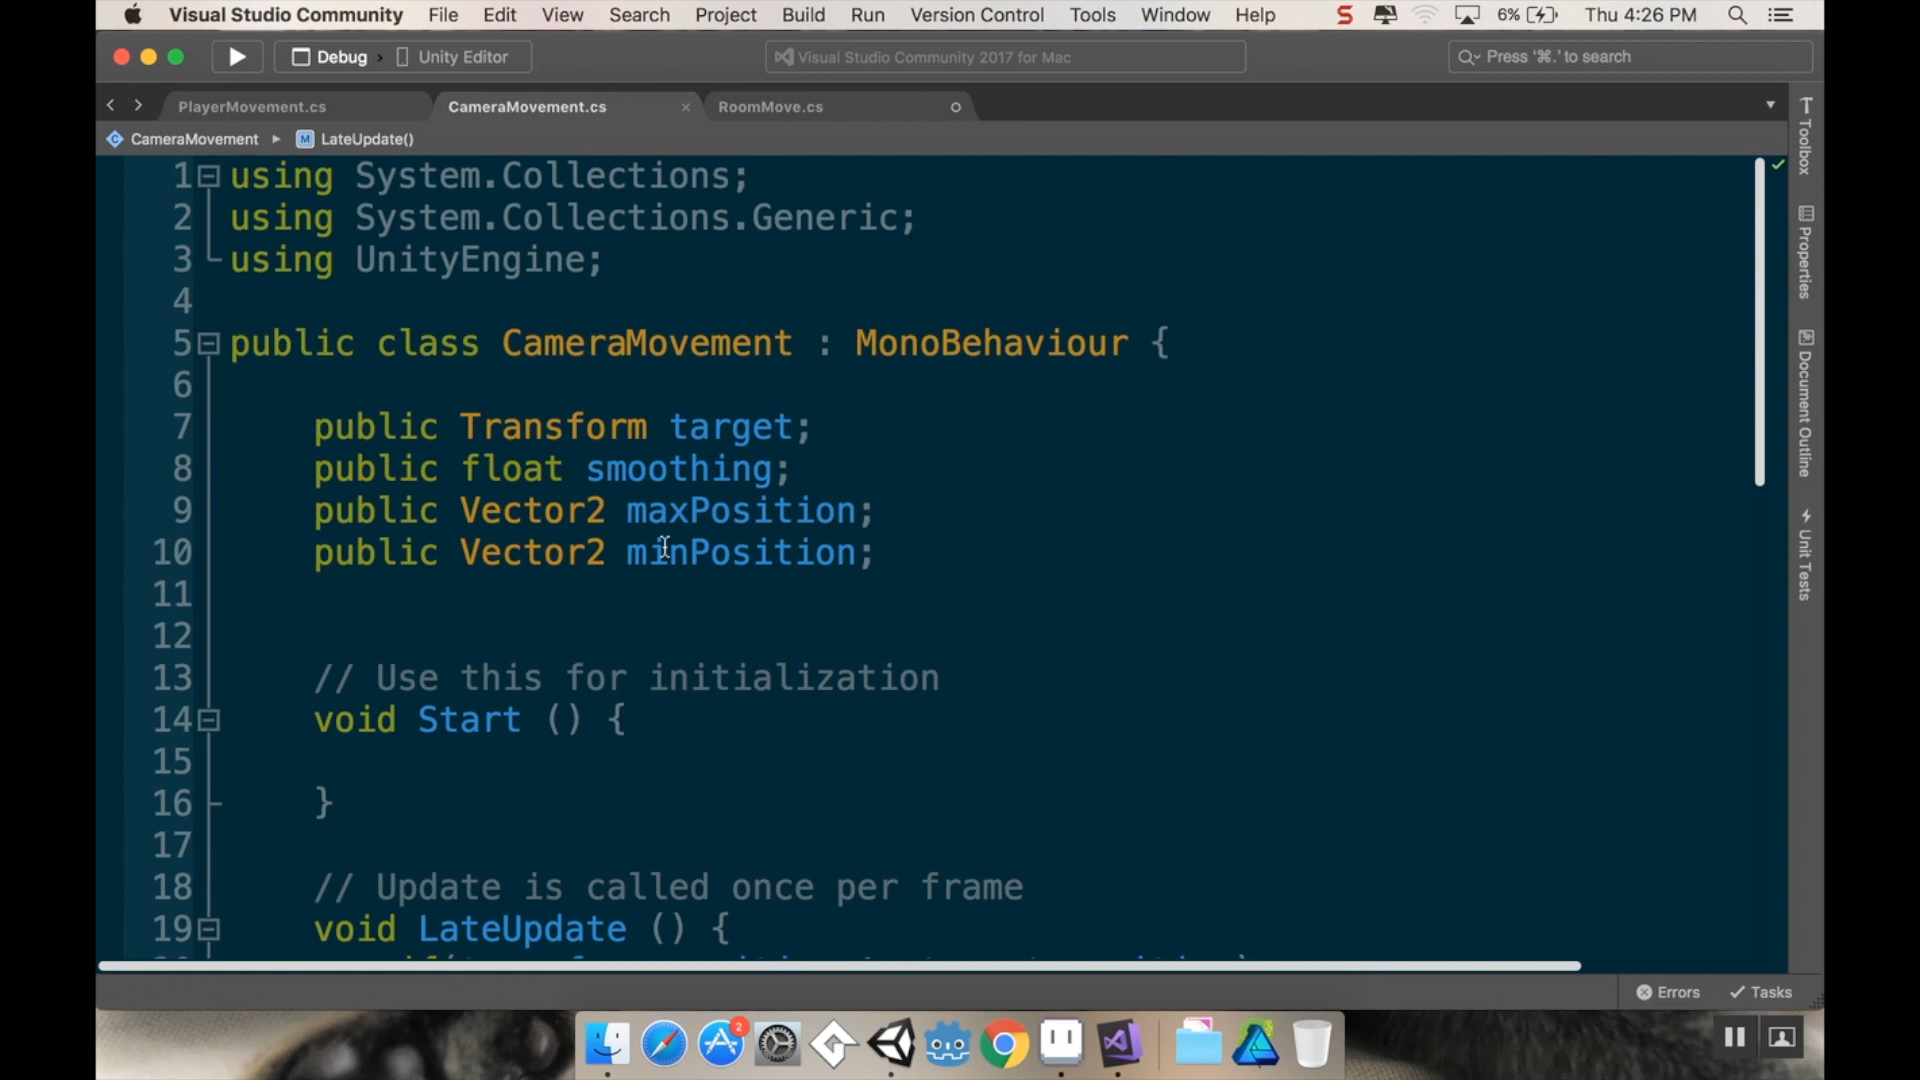 Visual Studio Community File Edit View Search Project Build Run Version Control Tools Window Help S 6% Thu 4:26 PM
Debug Unity Editor Visual Studio Community 2017 for Mac Press '⌘.' to search
PlayerMovement.cs CameraMovement.cs RoomMove.cs
CameraMovement M LateUpdate()
1 using System.Collections;
2 using System.Collections.Generic;
3 using UnityEngine;
4
5 public class CameraMovement : MonoBehaviour {
6
7 public Transform target;
8 public float smoothing;
9 public Vector2 maxPosition;
10 public Vector2 minPosition;
11
12
13 // Use this for initialization
14 void Start () {
15
16 }
17
18 // Update is called once per frame
19 void LateUpdate () {
Toolbox
Properties
Document Outline
Unit Tests
Errors Tasks
2